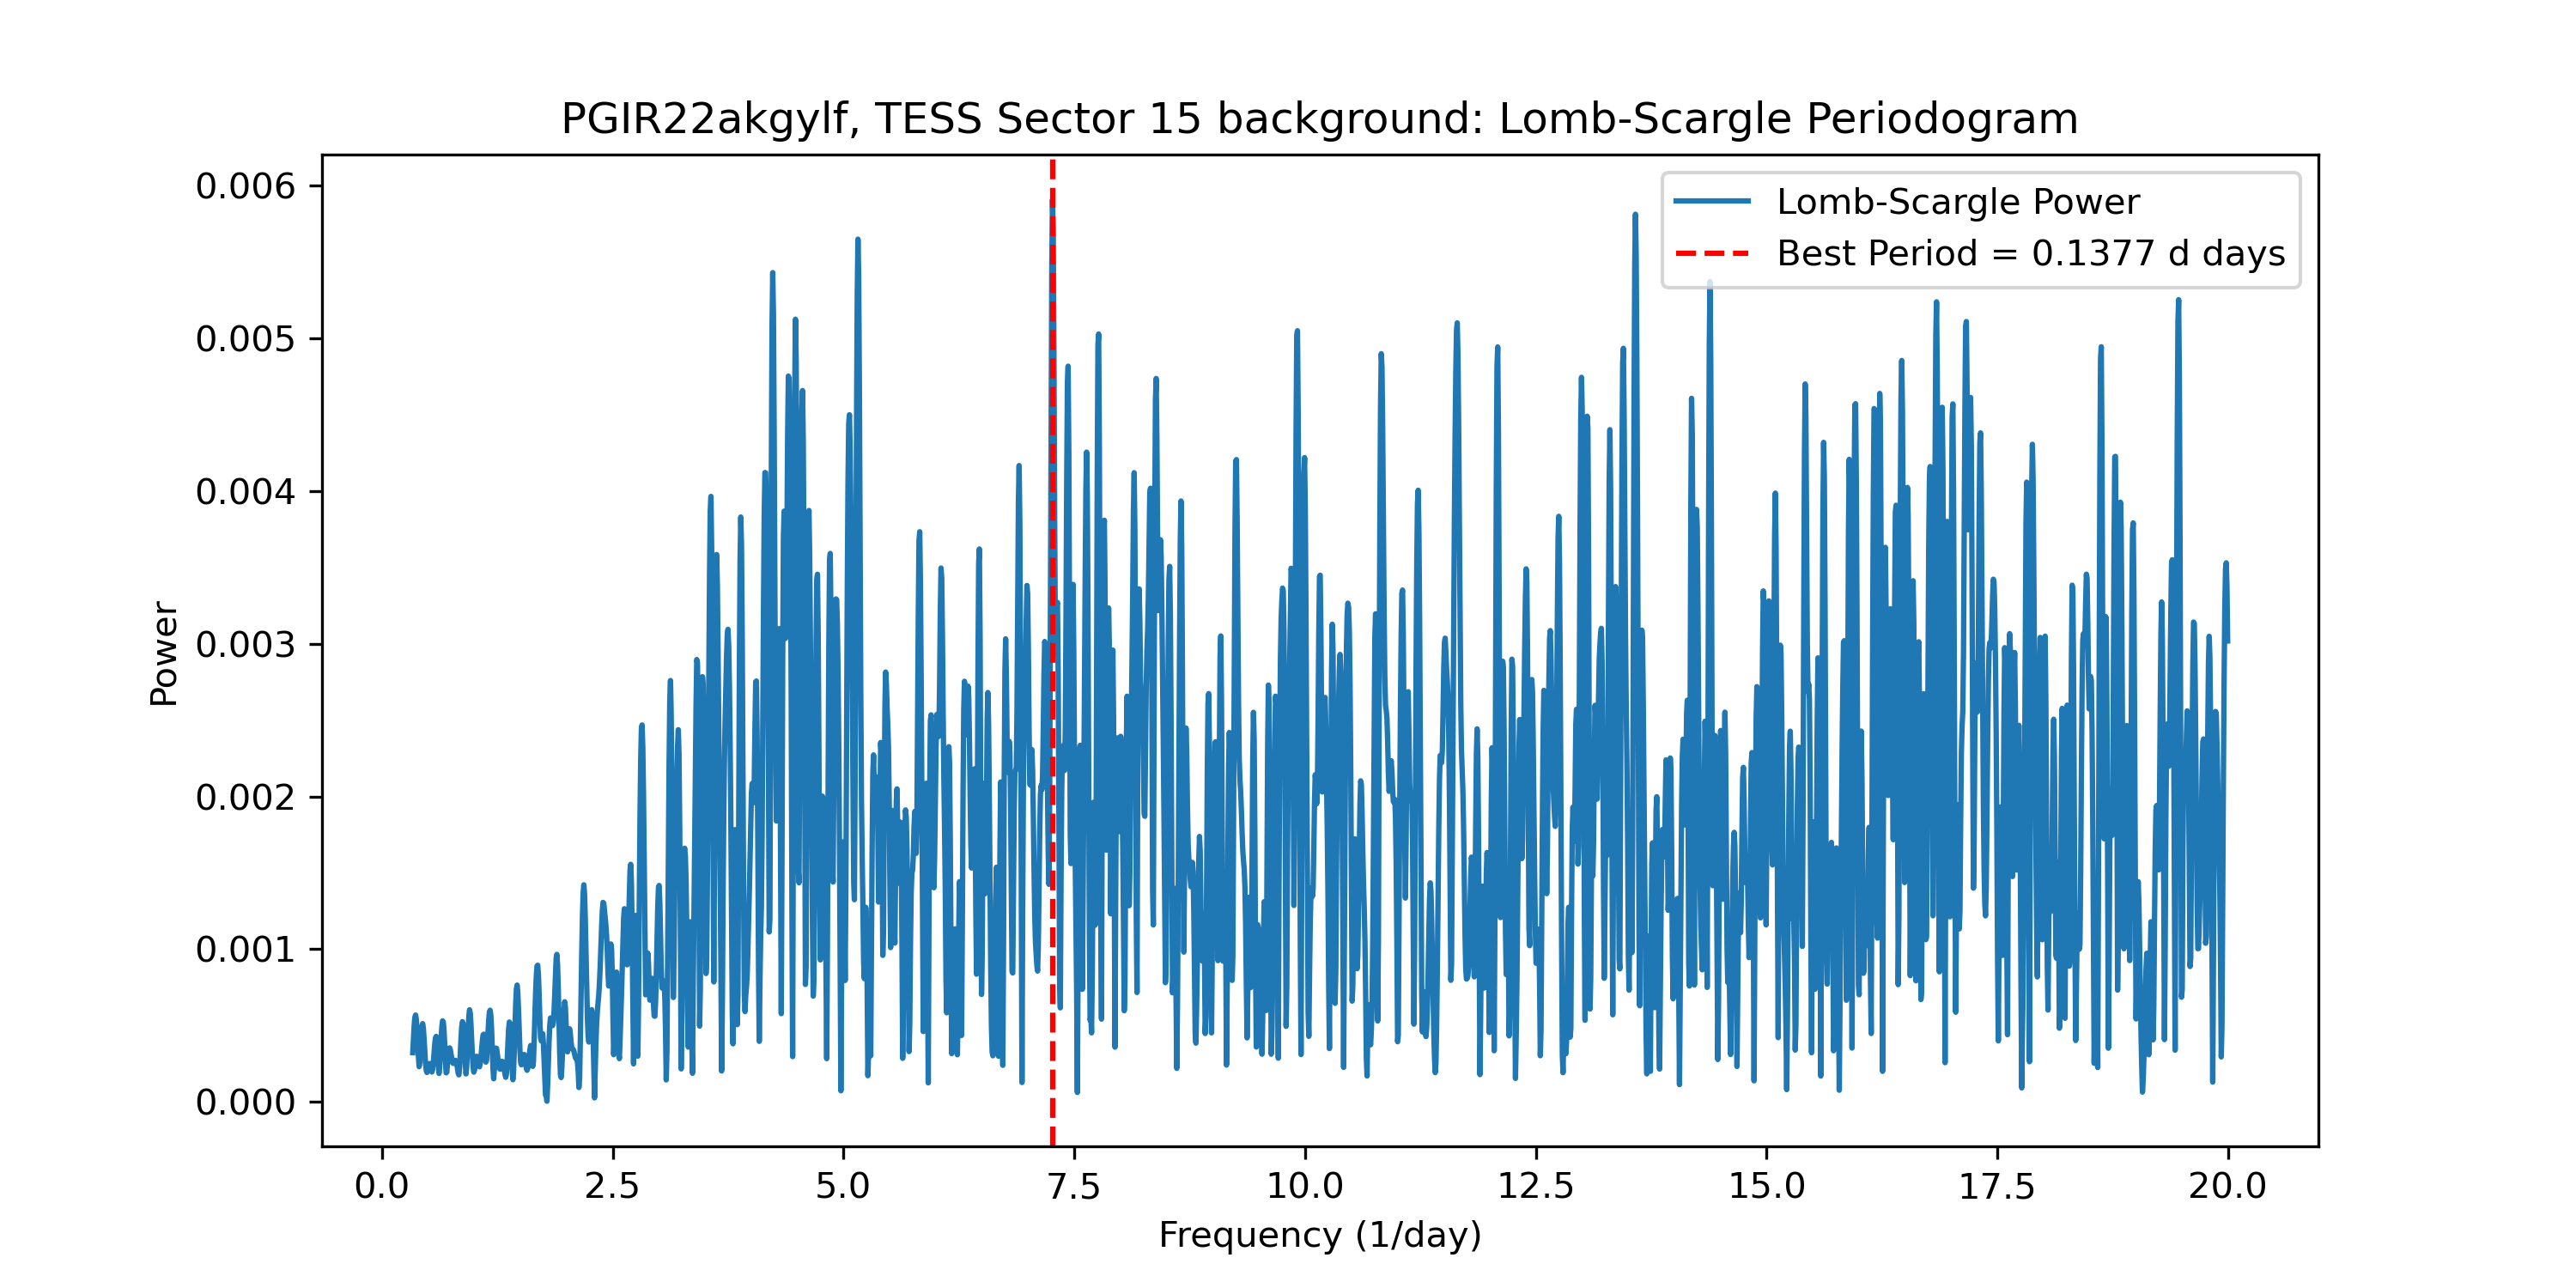 PGIR22akgylf, TESS Sector 15 background: Lomb-Scargle Periodogram
Lomb-Scargle Power
Best Period = 0.1377 d days
0.006
0.005
0.004
0.003
0.002
0.001
0.000
Power
0.0 2.5 5.0 7.5 10.0 12.5 15.0 17.5 20.0
Frequency (1/day)